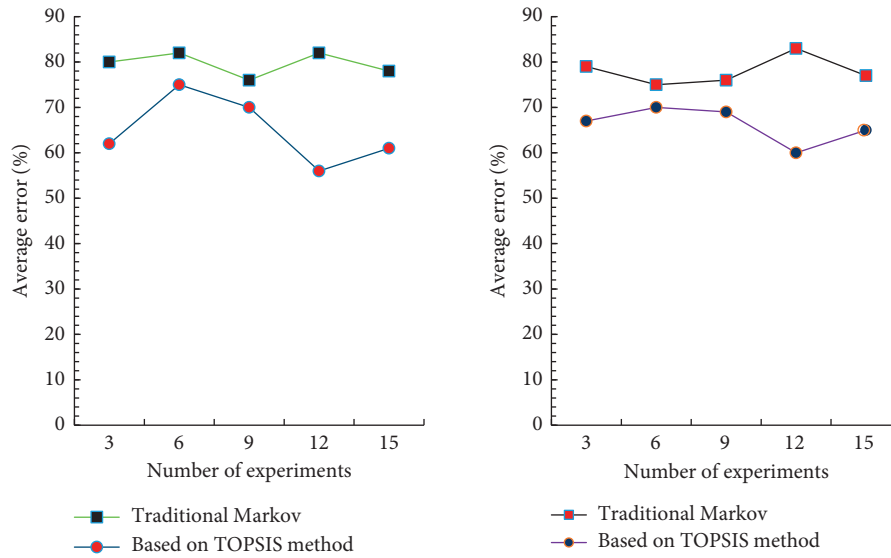 90
80
70
60
50
40
30
20
10
0
Average error (%)
3 6 9 12 15
Number of experiments
Traditional Markov
Based on TOPSIS method
90
80
70
60
50
40
30
20
10
0
Average error (%)
3 6 9 12 15
Number of experiments
Traditional Markov
Based on TOPSIS method